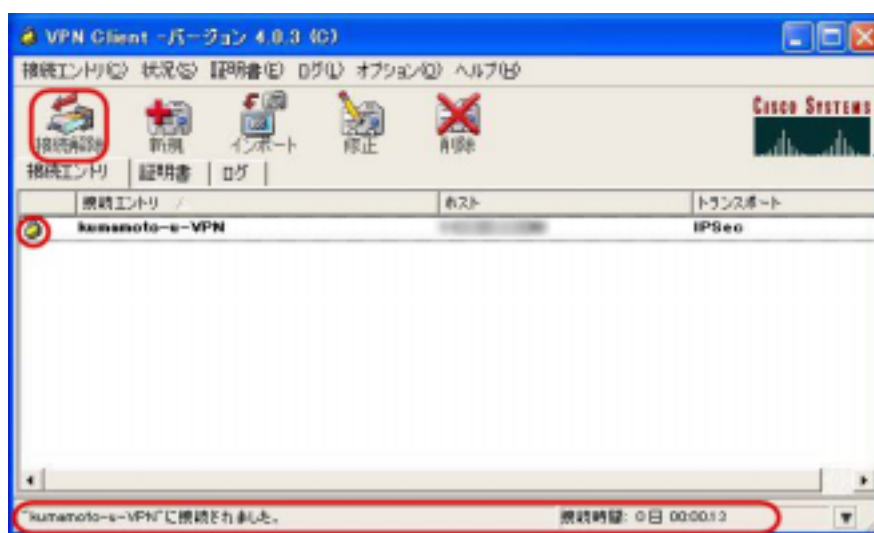 VPN Client - バージョン 4.0.3 (C)
接続エントリ(C) 状況(S) 証明書(E) ログ(L) オプション(O) ヘルプ(H)
接続解除 新規 インポート 修正 削除
CISCO SYSTEMS
接続エントリ 証明書 ログ
接続エントリ ホスト トランスポート
kumamoto-u-VPN IPSec
"kumamoto-u-VPN"に接続されました。 接続時間: 0日 00:00.13